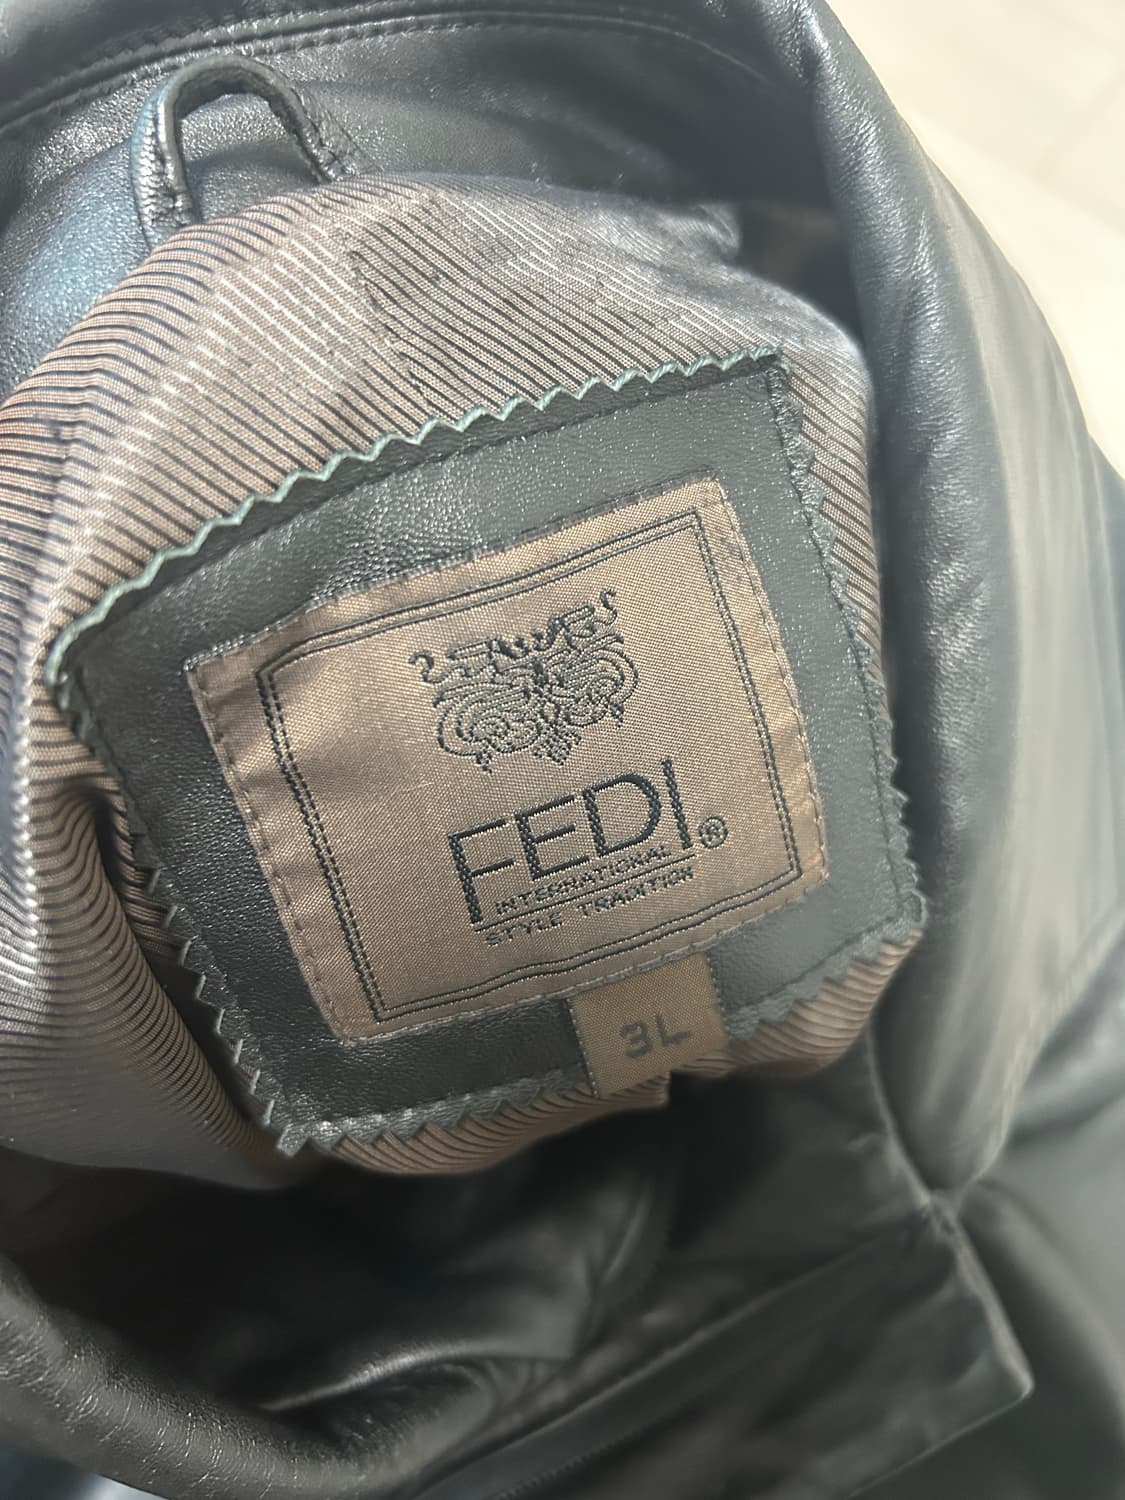 FEDI®
INTERNATIONAL
STYLE TRADITION
3L